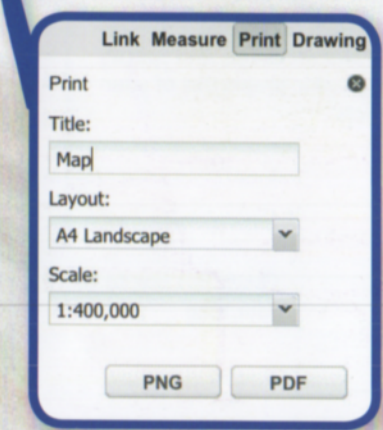 Link Measure Print Drawing
Print
Title:
Map
Layout:
A4 Landscape
Scale:
1:400,000
PNG PDF